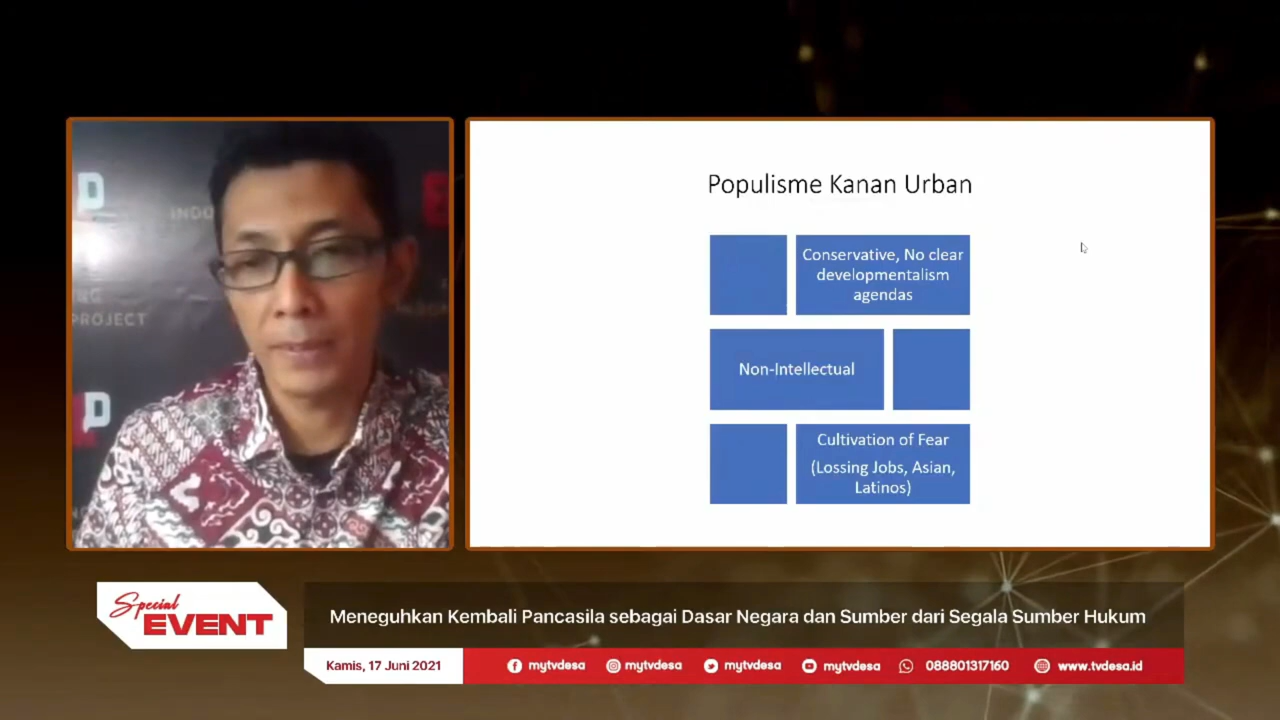 INDO
PROJECT
Populisme Kanan Urban
Conservative, No clear
developmentalism
agendas
Non-Intellectual
Cultivation of Fear
(Lossing Jobs, Asian,
Latinos)
Special
EVENT
Meneguhkan Kembali Pancasila sebagai Dasar Negara dan Sumber dari Segala Sumber Hukum
Kamis, 17 Juni 2021
mytvdesa mytvdesa mytvdesa mytvdesa 088801317160 www.tvdesa.id